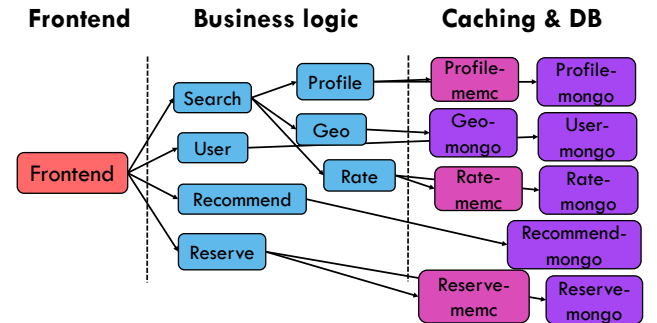 Frontend Business logic Caching & DB
Profile-
memc
Profile-
mongo
Profile
Search
Geo
Geo-
mongo
User-
mongo
User
Frontend
Rate
Rate-
memc
Rate-
mongo
Recommend
Recommend-
mongo
Reserve
Reserve-
memc
Reserve-
mongo